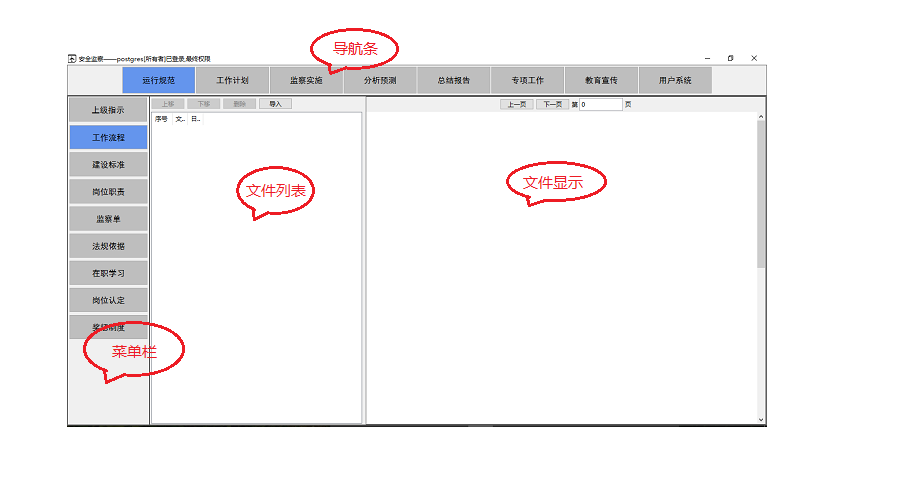 导航条
安全监察——postgres[所有者]已登录,最终权限
运行规范 工作计划 监察实施 分析预测 总结报告 专项工作 教育宣传 用户系统
上移 下移 删除 导入
上一页 下一页 第 0 页
序号 文.. 日..
上级指示
工作流程
建设标准
岗位职责
监察单
法规依据
在职学习
岗位认定
奖惩制度
文件列表
文件显示
菜单栏